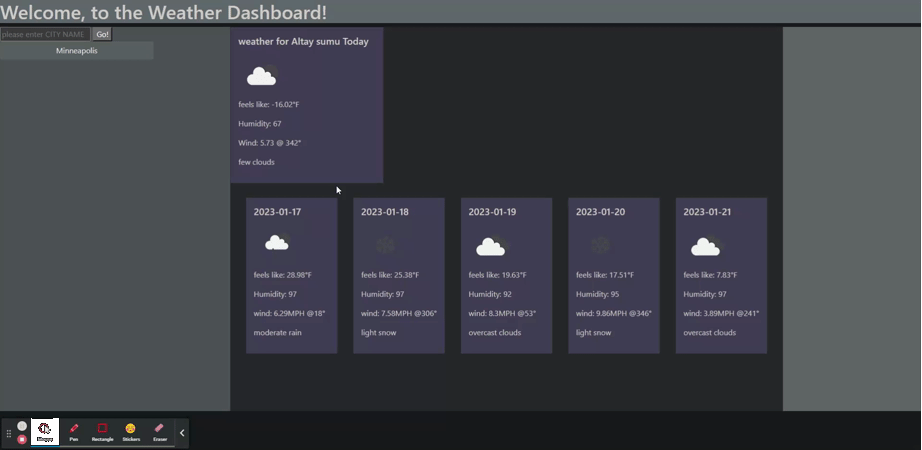 Welcome, to the Weather Dashboard!
please enter CITY NAME
Go!
Minneapolis
weather for Altay sumu Today
feels like: -16.02°F
Humidity: 67
Wind: 5.73 @ 342°
few clouds
2023-01-17
feels like: 28.98°F
Humidity: 97
wind: 6.29MPH @18°
moderate rain
2023-01-18
feels like: 25.38°F
Humidity: 97
wind: 7.58MPH @306°
light snow
2023-01-19
feels like: 19.63°F
Humidity: 92
wind: 8.3MPH @53°
overcast clouds
2023-01-20
feels like: 17.51°F
Humidity: 95
wind: 9.86MPH @346°
light snow
2023-01-21
feels like: 7.83°F
Humidity: 97
wind: 3.89MPH @241°
overcast clouds
Pen
Rectangle
Stickers
Eraser